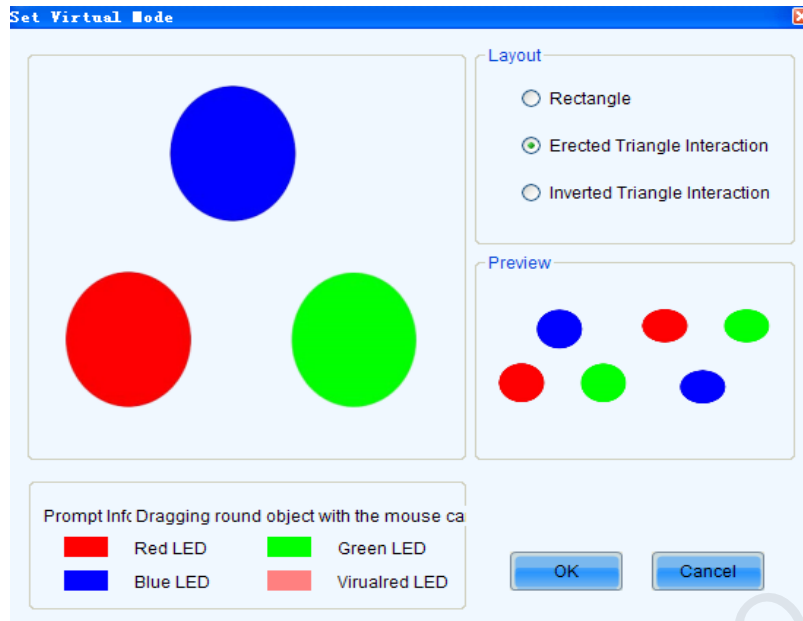 Set Virtual Mode
Layout
Rectangle
Erected Triangle Interaction
Inverted Triangle Interaction
Preview
Prompt Info Dragging round object with the mouse ca
Red LED
Green LED
Blue LED
Virualred LED
OK
Cancel